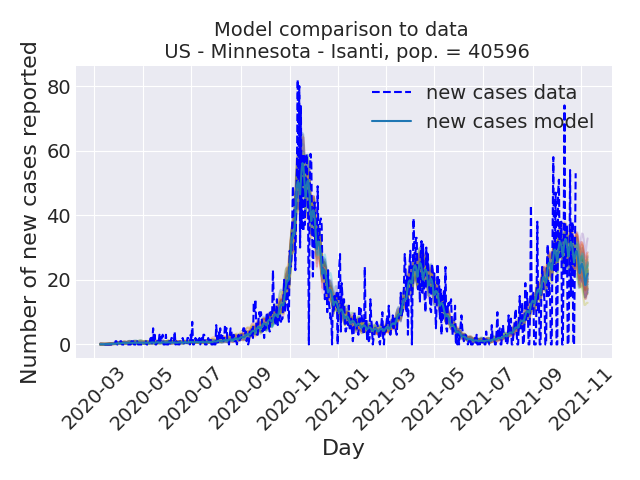 Model comparison to data
US - Minnesota - Isanti, pop. = 40596
new cases data
new cases model
Number of new cases reported
80
60
40
20
0
2020-03
2020-05
2020-07
2020-09
2020-11
2021-01
2021-03
2021-05
2021-07
2021-09
2021-11
Day